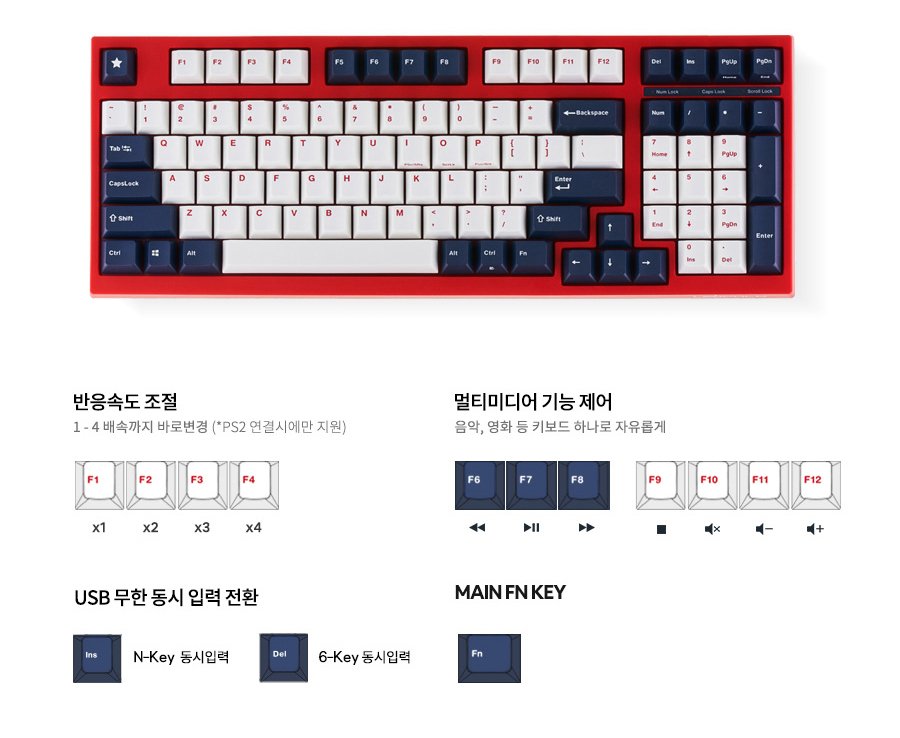 F1 F2 F3 F4 F5 F6 F7 F8 F9 F10 F11 F12 Del Ins PgUp PgDn
Home End
Num Lock Caps Lock Scroll Lock
~ ! @ # $ % ^ & * ( ) _ + ←Backspace Num / * -
` 1 2 3 4 5 6 7 8 9 0 - =
Tab Q W E R T Y U I O P { } | 7 8 9 +
[ ] \ Home ↑ PgUp
CapsLock A S D F G H J K L : " Enter 4 5 6
; ' ← →
Shift Z X C V B N M < > ? Shift ↑ 1 2 3 Enter
, . / End ↓ PgDn
Ctrl Alt Alt Ctrl Fn ← ↓ → 0 .
Ins Del
반응속도 조절
1 - 4 배속까지 바로변경 (*PS2 연결시에만 지원)
F1 F2 F3 F4
x1 x2 x3 x4
멀티미디어 기능 제어
음악, 영화 등 키보드 하나로 자유롭게
F6 F7 F8 F9 F10 F11 F12
USB 무한 동시 입력 전환
Ins N-Key 동시입력 Del 6-Key 동시입력
MAIN FN KEY
Fn